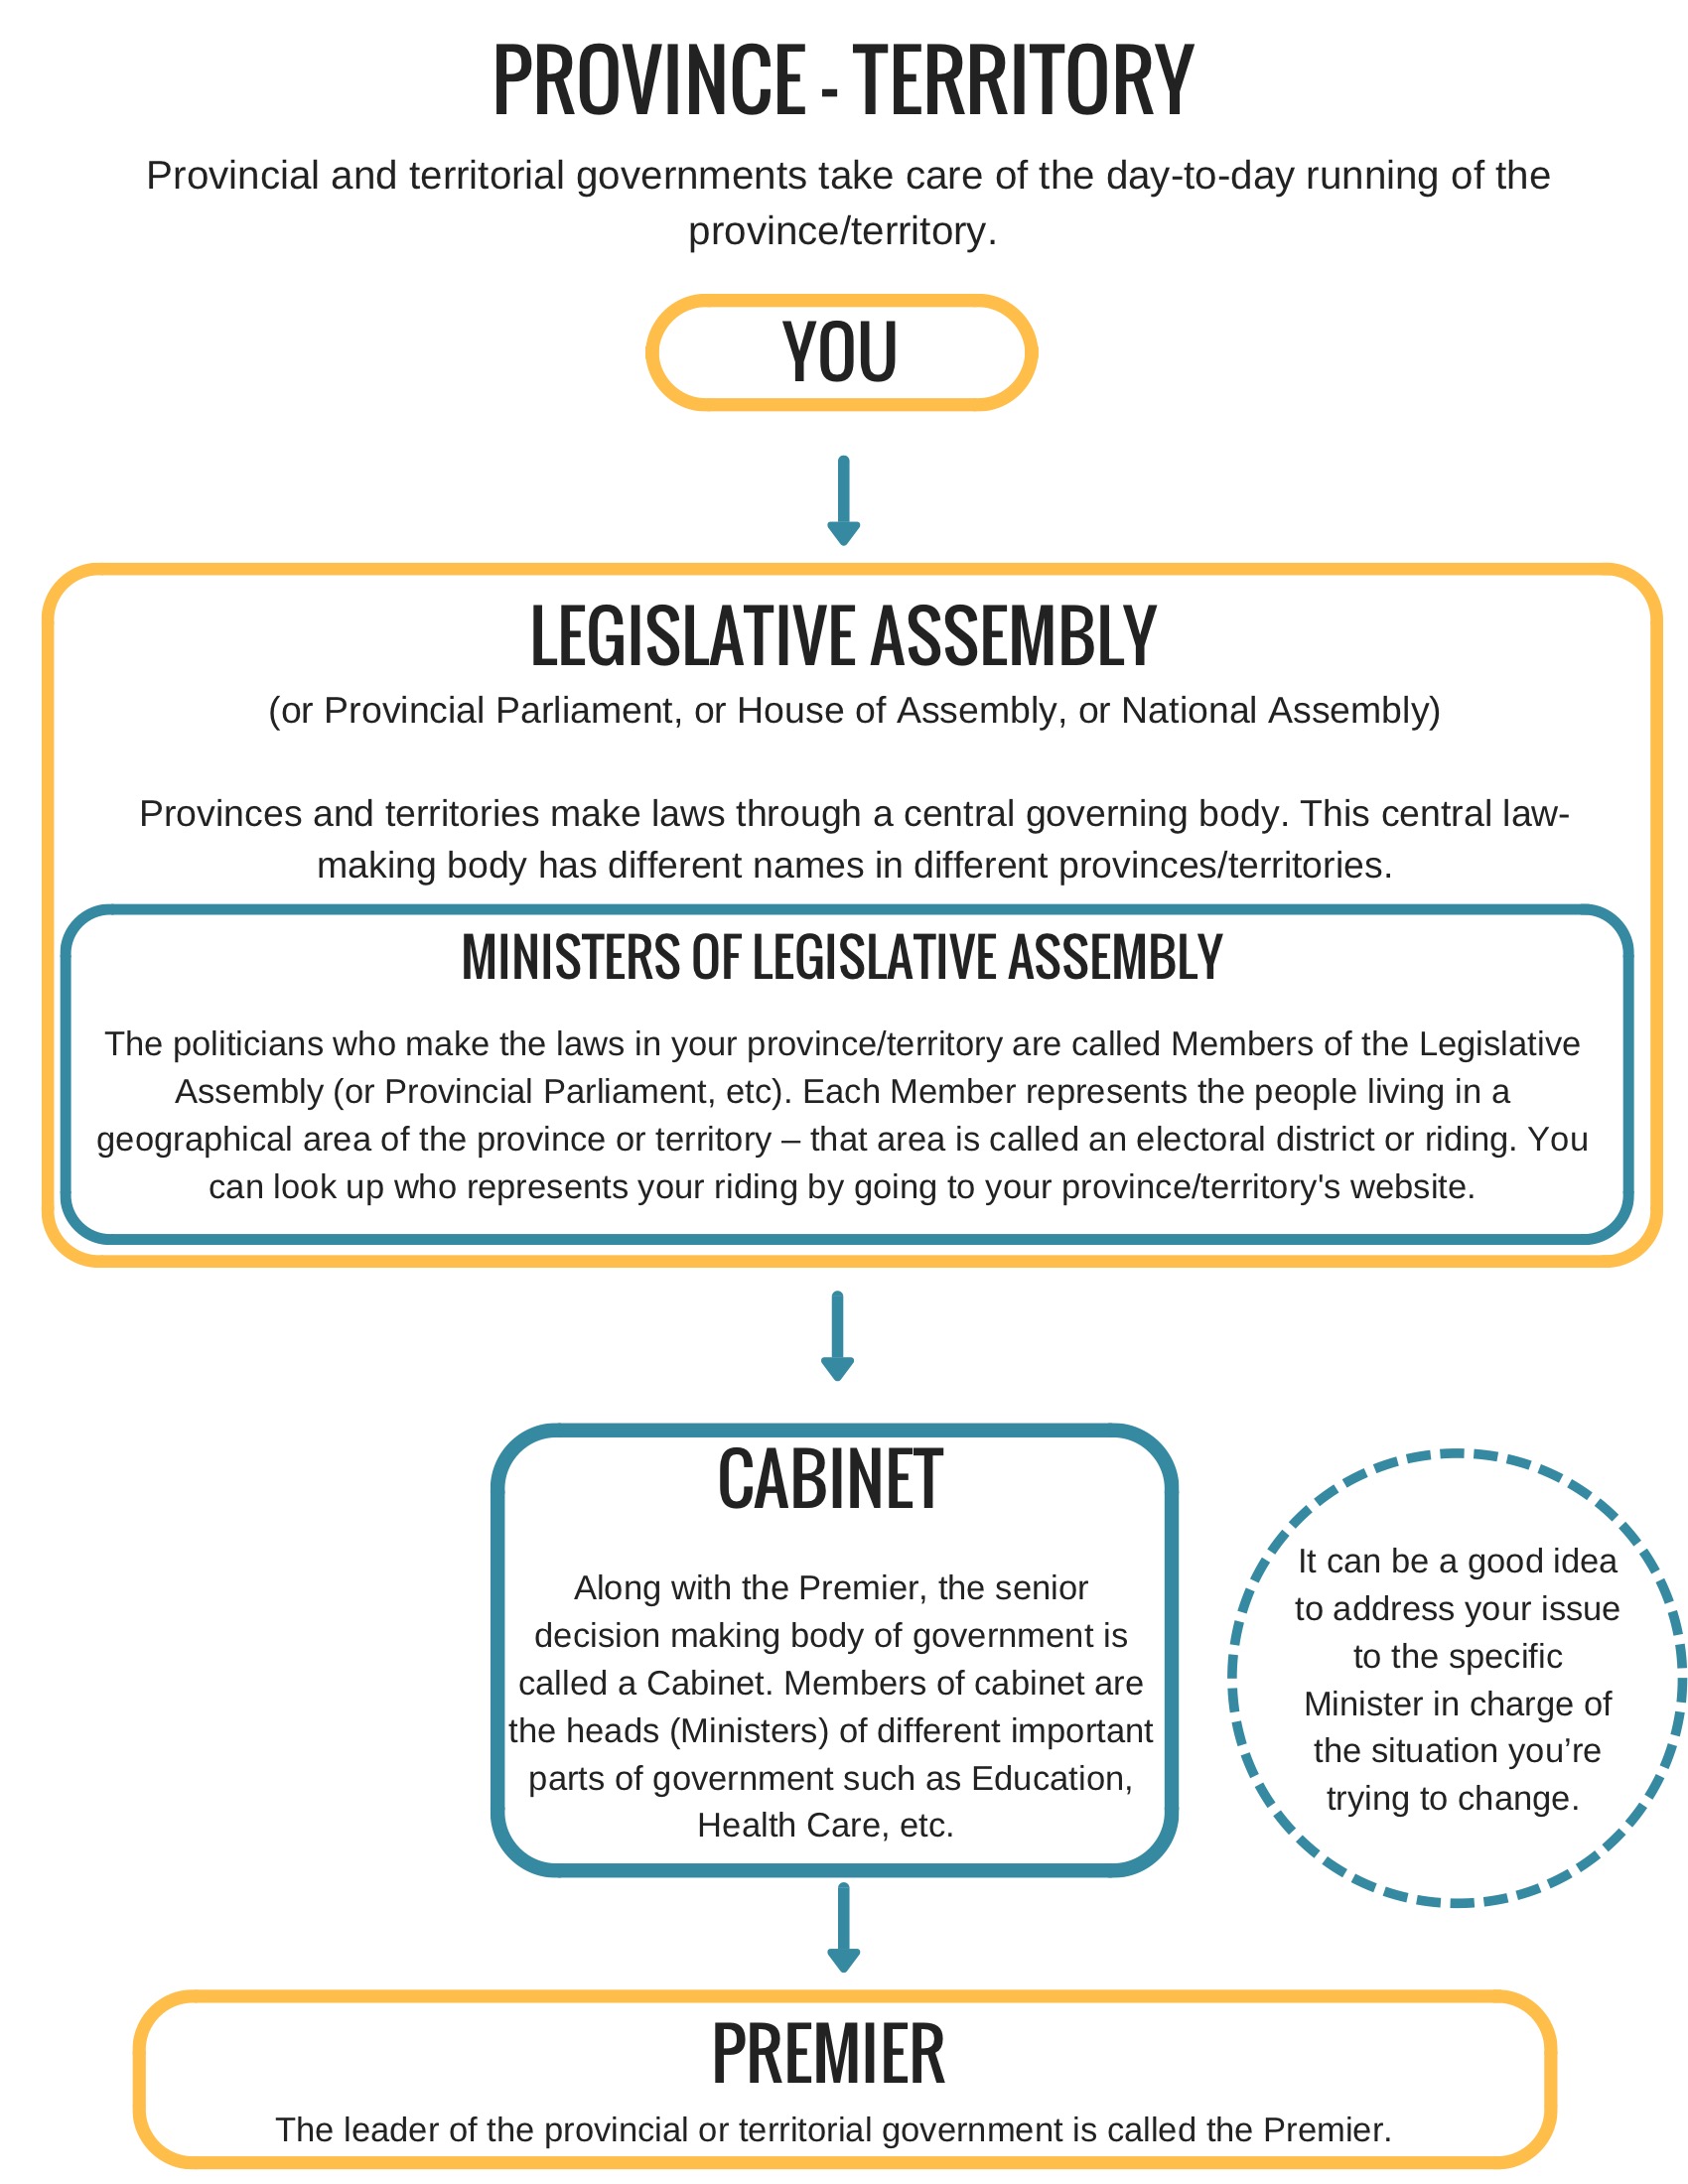 PROVINCE - TERRITORY
Provincial and territorial governments take care of the day-to-day running of the
province/territory.
YOU
LEGISLATIVE ASSEMBLY
(or Provincial Parliament, or House of Assembly, or National Assembly)
Provinces and territories make laws through a central governing body. This central law-
making body has different names in different provinces/territories.
MINISTERS OF LEGISLATIVE ASSEMBLY
The politicians who make the laws in your province/territory are called Members of the Legislative
Assembly (or Provincial Parliament, etc). Each Member represents the people living in a
geographical area of the province or territory – that area is called an electoral district or riding. You
can look up who represents your riding by going to your province/territory's website.
CABINET
Along with the Premier, the senior
decision making body of government is
called a Cabinet. Members of cabinet are
the heads (Ministers) of different important
parts of government such as Education,
Health Care, etc.
It can be a good idea
to address your issue
to the specific
Minister in charge of
the situation you’re
trying to change.
PREMIER
The leader of the provincial or territorial government is called the Premier.